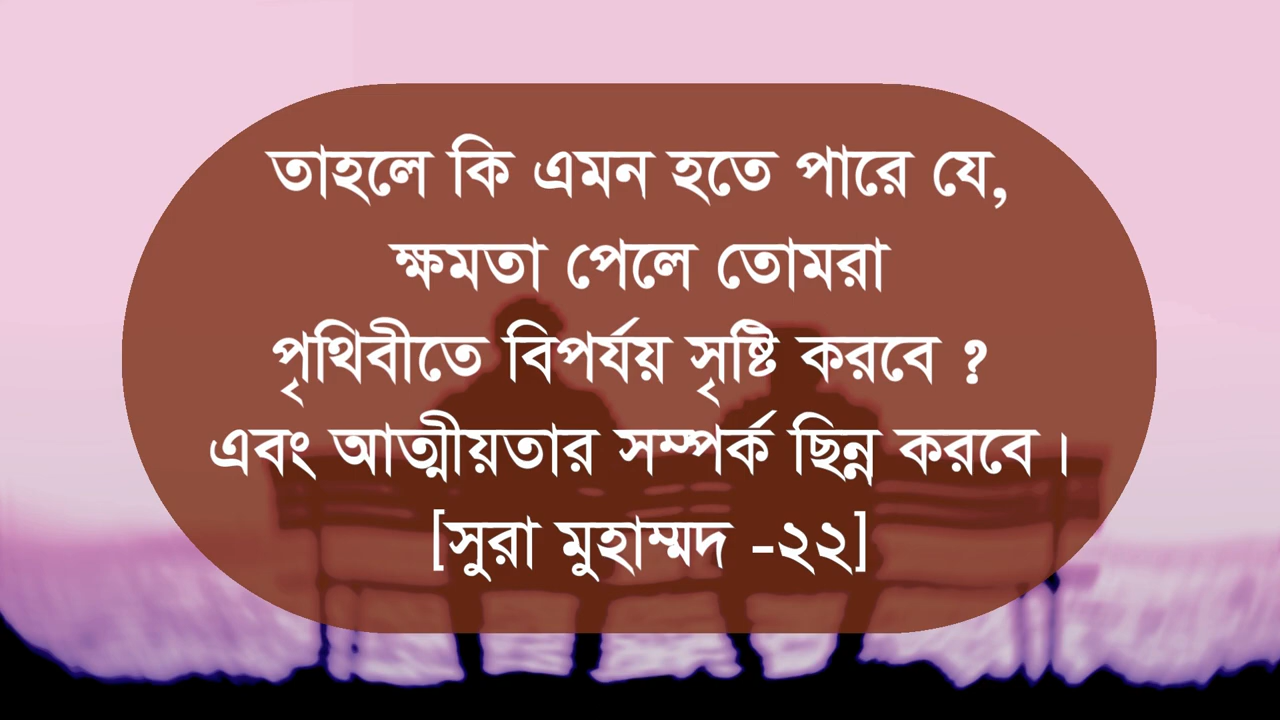 তাহলে কি এমন হতে পারে যে,
ক্ষমতা পেলে তোমরা
পৃথিবীতে বিপর্যয় সৃষ্টি করবে ?
এবং আত্মীয়তার সম্পর্ক ছিন্ন করবে ।
[সুরা মুহাম্মদ -২২]